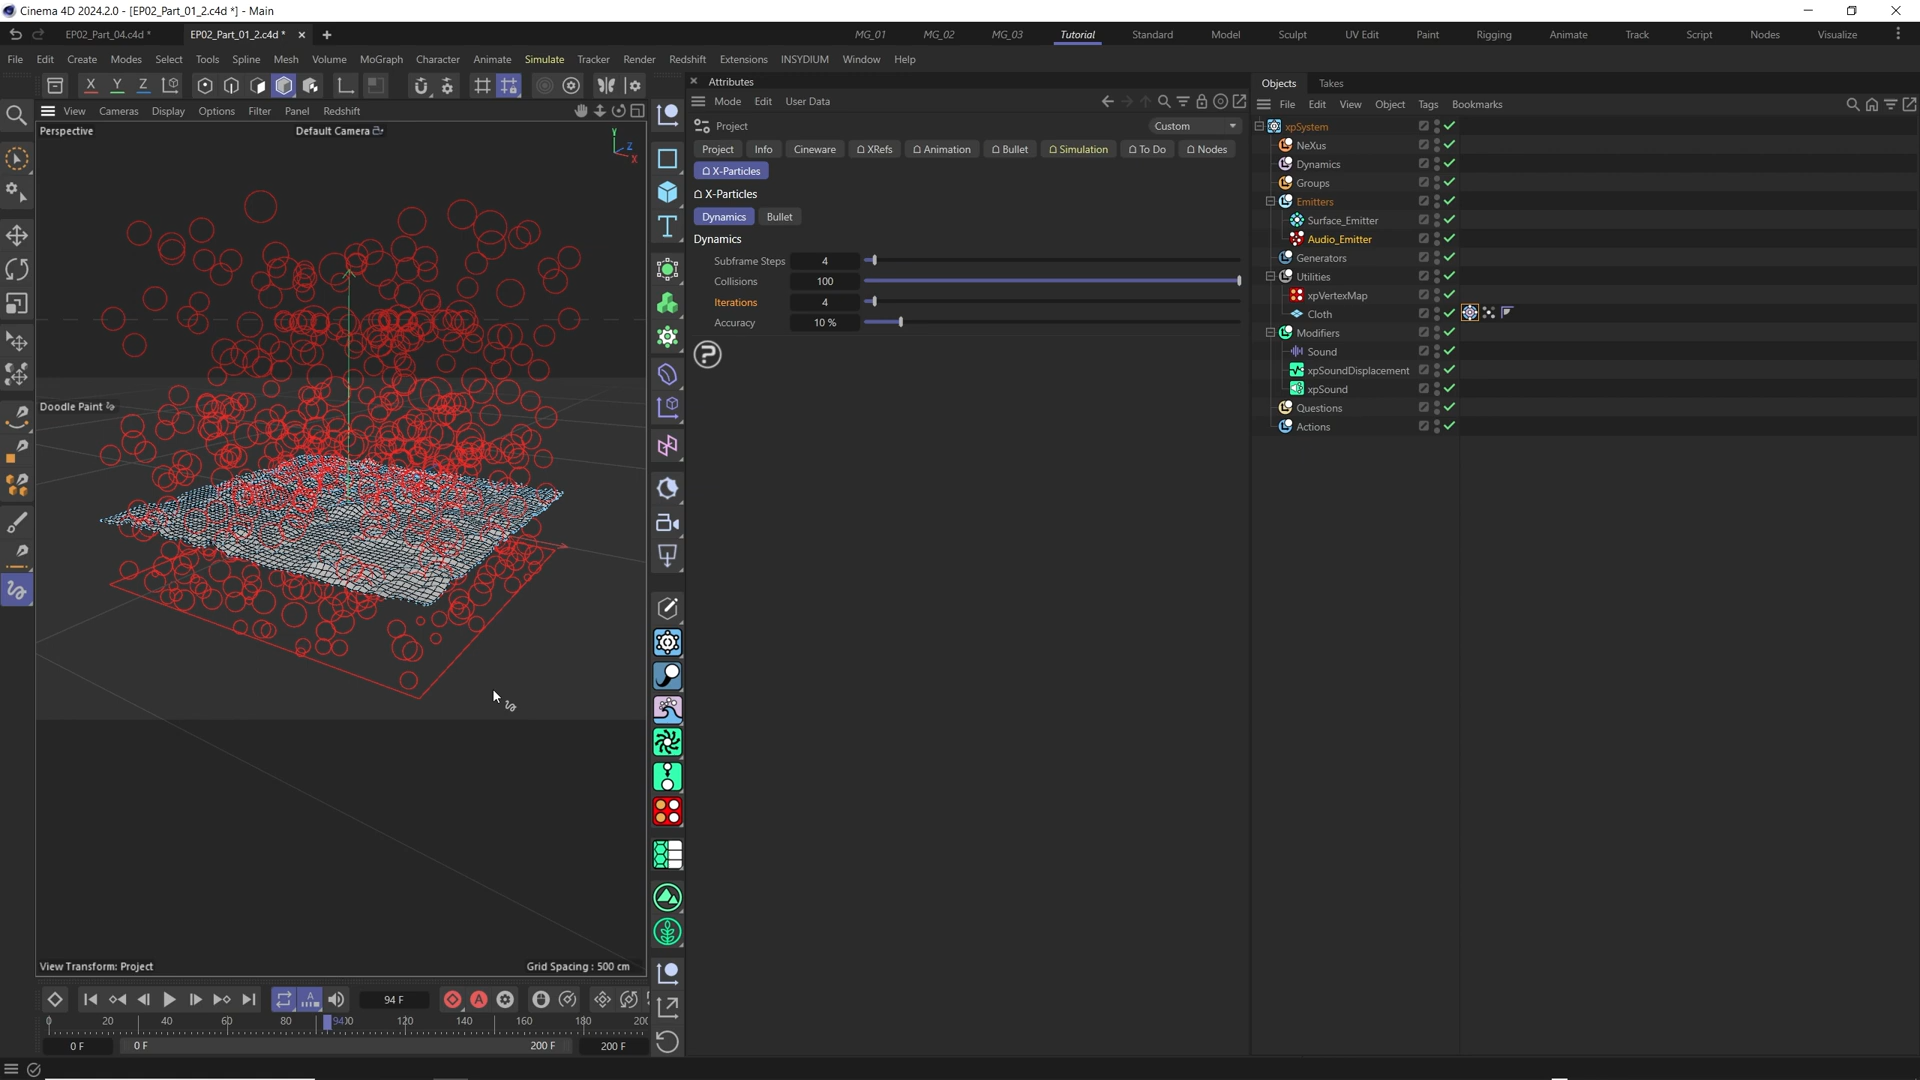 Cinema 4D 2024.2.0 - [EP02_Part_01_2.c4d *] - Main
EP02_Part_04.c4d *
EP02_Part_01_2.c4d *
MG_01
MG_02
MG_03
Tutorial
Standard
Model
Sculpt
UV Edit
Paint
Rigging
Animate
Track
Script
Nodes
Visualize
File Edit Create Modes Select Tools Spline Mesh Volume MoGraph Character Animate Simulate Tracker Render Redshift Extensions INSYDIUM Window Help
X Y Z
View Cameras Display Options Filter Panel Redshift
Perspective
Default Camera
Y
Z
X
Doodle Paint
View Transform: Project
Grid Spacing : 500 cm
94 F
0 20 40 60 80 94 120 140 160 180
0 F
0 F
200 F
200 F
Attributes
Mode Edit User Data
Project
Custom
Project Info Cineware XRefs Animation Bullet Simulation To Do Nodes
X-Particles
X-Particles
Dynamics Bullet
Dynamics
Subframe Steps 4
Collisions 100
Iterations 4
Accuracy 10 %
Objects Takes
File Edit View Object Tags Bookmarks
xpSystem
NeXus
Dynamics
Groups
Emitters
Surface_Emitter
Audio_Emitter
Generators
Utilities
xpVertexMap
Cloth
Modifiers
Sound
xpSoundDisplacement
xpSound
Questions
Actions